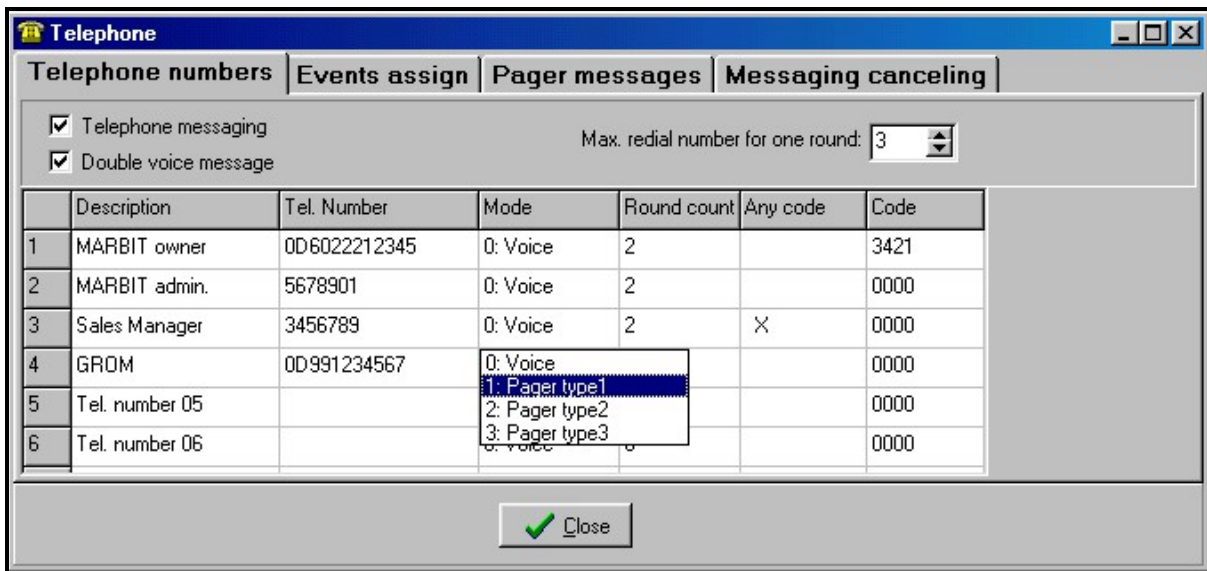 Telephone
Telephone numbers Events assign Pager messages Messaging canceling
Telephone messaging
Max. redial number for one round: 3
Double voice message
Description Tel. Number Mode Round count Any code Code
1 MARBIT owner 0D6022212345 0: Voice 2 3421
2 MARBIT admin. 5678901 0: Voice 2 0000
3 Sales Manager 3456789 0: Voice 2 X 0000
4 GROM 0D991234567 0: Voice 0000
1: Pager type1
5 Tel. number 05 2: Pager type2 0000
3: Pager type3
6 Tel. number 06 0000
Close